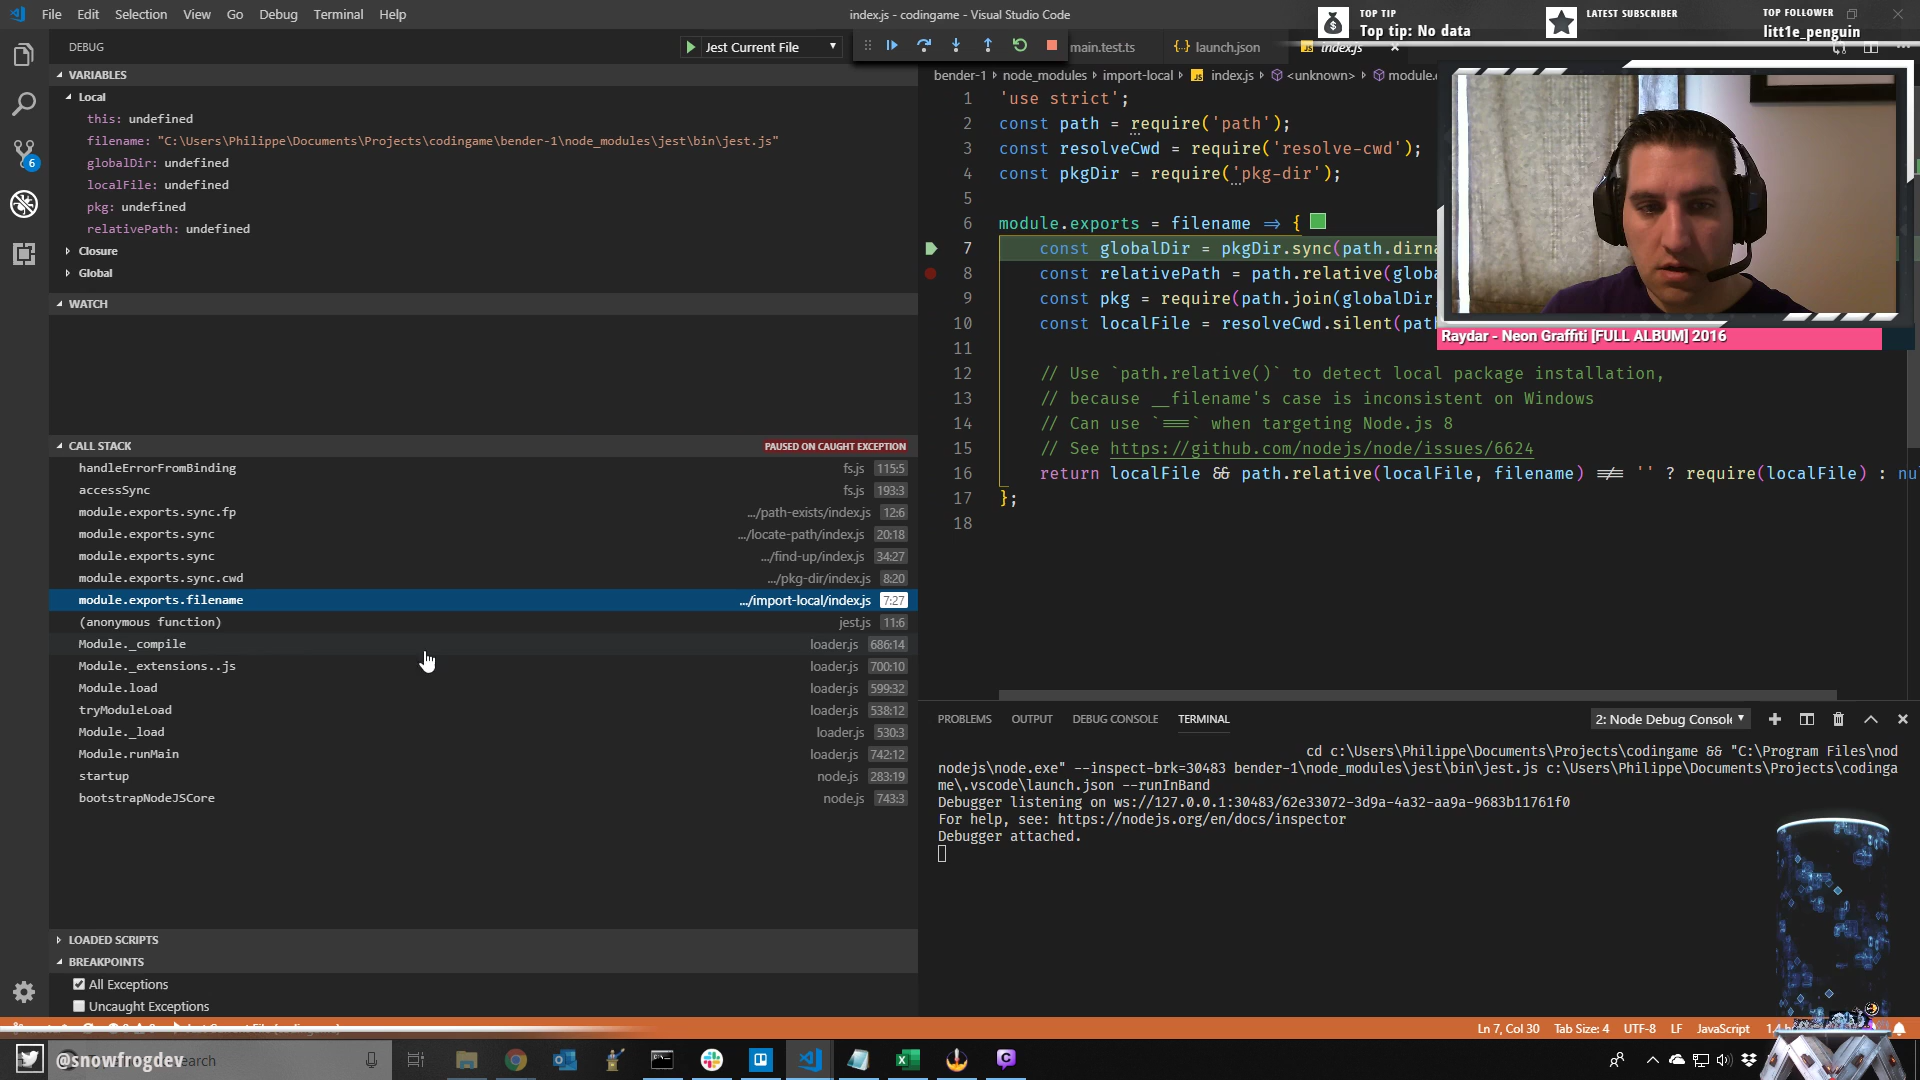 File Edit Selection View Go Debug Terminal Help
index.js - codingame - Visual Studio Code
TOP TIP
Top tip: No data
LATEST SUBSCRIBER
TOP FOLLOWER
litt1e_penguin
DEBUG
Jest Current File
main.test.ts
launch.json
index.js
VARIABLES
Local
this: undefined
filename: "C:\Users\Philippe\Documents\Projects\codingame\bender-1\node_modules\jest\bin\jest.js"
globalDir: undefined
localFile: undefined
pkg: undefined
relativePath: undefined
Closure
Global
WATCH
CALL STACK
PAUSED ON CAUGHT EXCEPTION
handleErrorFromBinding fs.js 115:5
accessSync fs.js 193:3
module.exports.sync.fp .../path-exists/index.js 12:6
module.exports.sync .../locate-path/index.js 20:18
module.exports.sync .../find-up/index.js 34:27
module.exports.sync.cwd .../pkg-dir/index.js 8:20
module.exports.filename .../import-local/index.js 7:27
(anonymous function) jest.js 11:6
Module._compile loader.js 686:14
Module._extensions..js loader.js 700:10
Module.load loader.js 599:32
tryModuleLoad loader.js 538:12
Module._load loader.js 530:3
Module.runMain loader.js 742:12
startup node.js 283:19
bootstrapNodeJSCore node.js 743:3
LOADED SCRIPTS
BREAKPOINTS
All Exceptions
Uncaught Exceptions
bender-1 node_modules import-local index.js <unknown> module.
1 'use strict';
2 const path = require('path');
3 const resolveCwd = require('resolve-cwd');
4 const pkgDir = require('pkg-dir');
5
6 module.exports = filename => {
7 const globalDir = pkgDir.sync(path.dirna
8 const relativePath = path.relative(globa
9 const pkg = require(path.join(globalDir
10 const localFile = resolveCwd.silent(pat
11
12 // Use `path.relative()` to detect local package installation,
13 // because __filename's case is inconsistent on Windows
14 // Can use `===` when targeting Node.js 8
15 // See https://github.com/nodejs/node/issues/6624
16 return localFile && path.relative(localFile, filename) !== '' ? require(localFile) : nu
17 };
18
Raydar - Neon Graffiti [FULL ALBUM] 2016
PROBLEMS OUTPUT DEBUG CONSOLE TERMINAL
2: Node Debug Consol
cd c:\Users\Philippe\Documents\Projects\codingame && "C:\Program Files\nod
nodejs\node.exe" --inspect-brk=30483 bender-1\node_modules\jest\bin\jest.js c:\Users\Philippe\Documents\Projects\codinga
me\.vscode\launch.json --runInBand
Debugger listening on ws://127.0.0.1:30483/62e33072-3d9a-4a32-aa9a-9683b11761f0
For help, see: https://nodejs.org/en/docs/inspector
Debugger attached.
6
Ln 7, Col 30 Tab Size: 4 UTF-8 LF JavaScript
@snowfrogdev